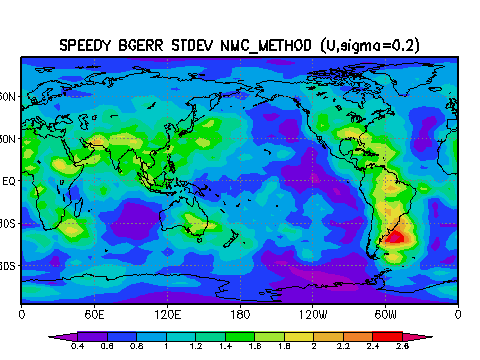 SPEEDY BGERR STDEV NMC_METHOD (U,sigma=0.2)
60N
30N
EQ
30S
60S
0 60E 120E 180 120W 60W 0
0.4 0.6 0.8 1 1.2 1.4 1.6 1.8 2 2.2 2.4 2.6